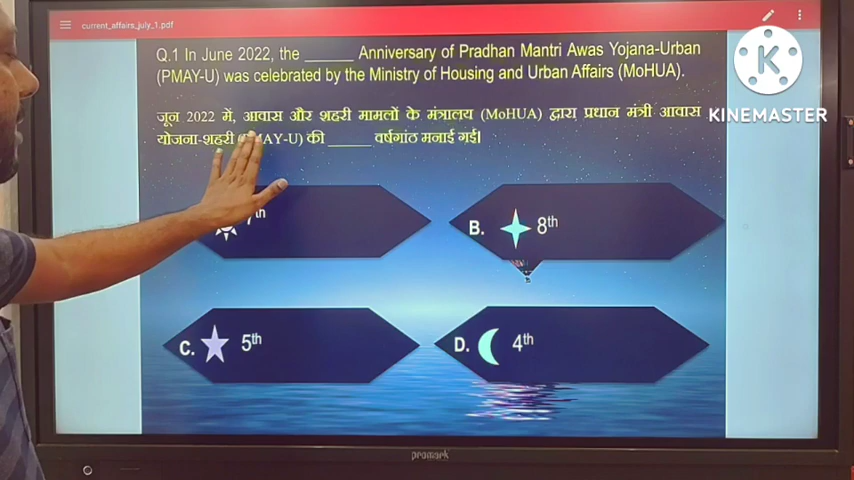 current_affairs_july_1.pdf
Q.1 In June 2022, the ______ Anniversary of Pradhan Mantri Awas Yojana-Urban
(PMAY-U) was celebrated by the Ministry of Housing and Urban Affairs (MoHUA).
KINEMASTER
जून 2022 में, आवास और शहरी मामलों के मंत्रालय (MoHUA) द्वारा प्रधान मंत्री आवास
योजना-शहरी (PMAY-U) की ______ वर्षगांठ मनाई गई।
7th
B. 8th
C. 5th
D. 4th
promark